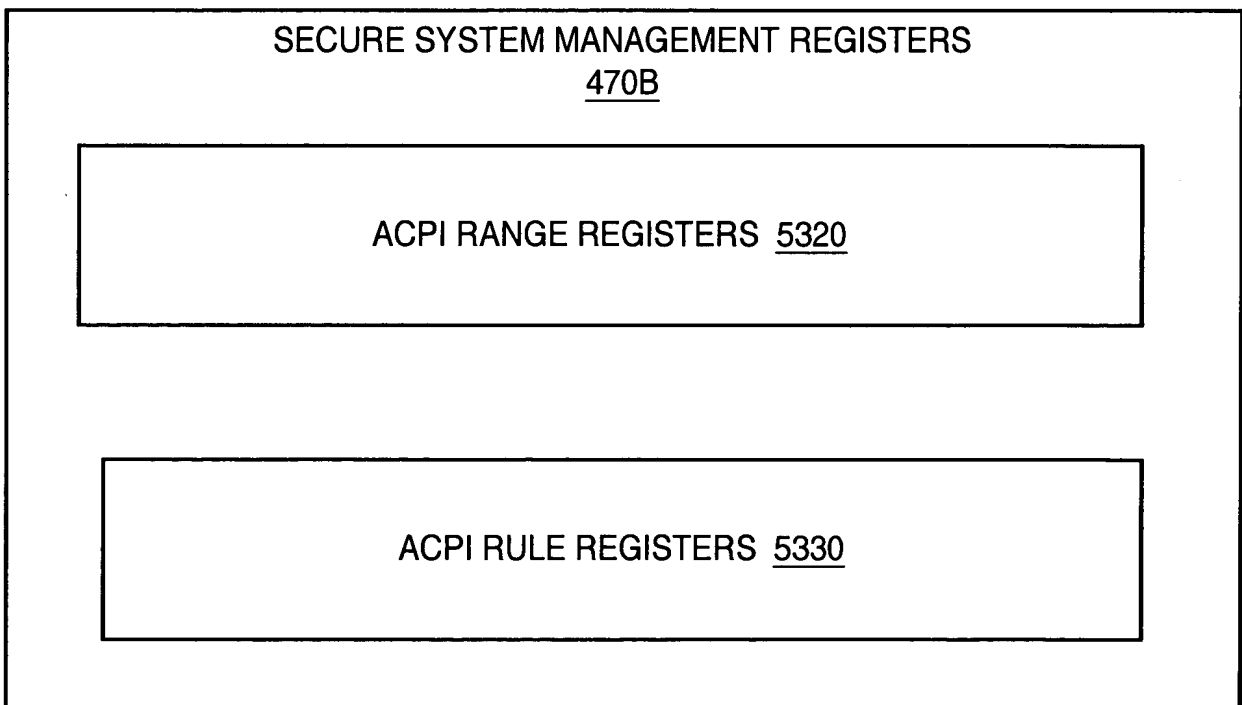 SECURE SYSTEM MANAGEMENT REGISTERS
470B
ACPI RANGE REGISTERS 5320
ACPI RULE REGISTERS 5330